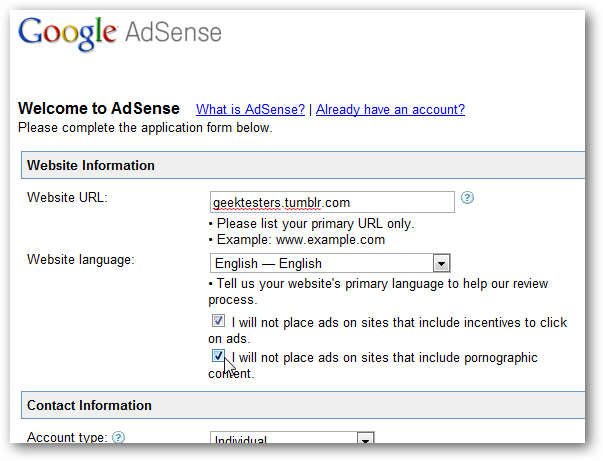 Google AdSense
Welcome to AdSense What is AdSense? | Already have an account?
Please complete the application form below.
Website Information
Website URL: geektesters.tumblr.com
• Please list your primary URL only.
• Example: www.example.com
Website language: English — English
• Tell us your website's primary language to help our review
process.
I will not place ads on sites that include incentives to click
on ads.
I will not place ads on sites that include pornographic
content.
Contact Information
Account type: Individual